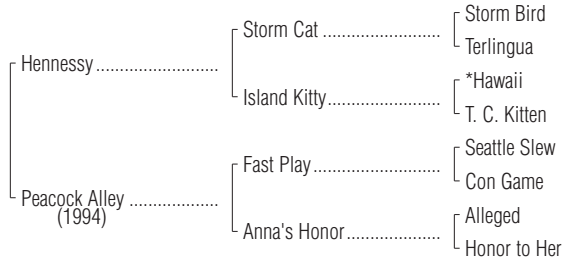 Storm Bird
Storm Cat ........................
Terlingua
Hennessy.........................
*Hawaii
Island Kitty.......................
T. C. Kitten
Seattle Slew
Fast Play..........................
Con Game
Peacock Alley ..................
(1994)
Alleged
Anna's Honor...................
Honor to Her